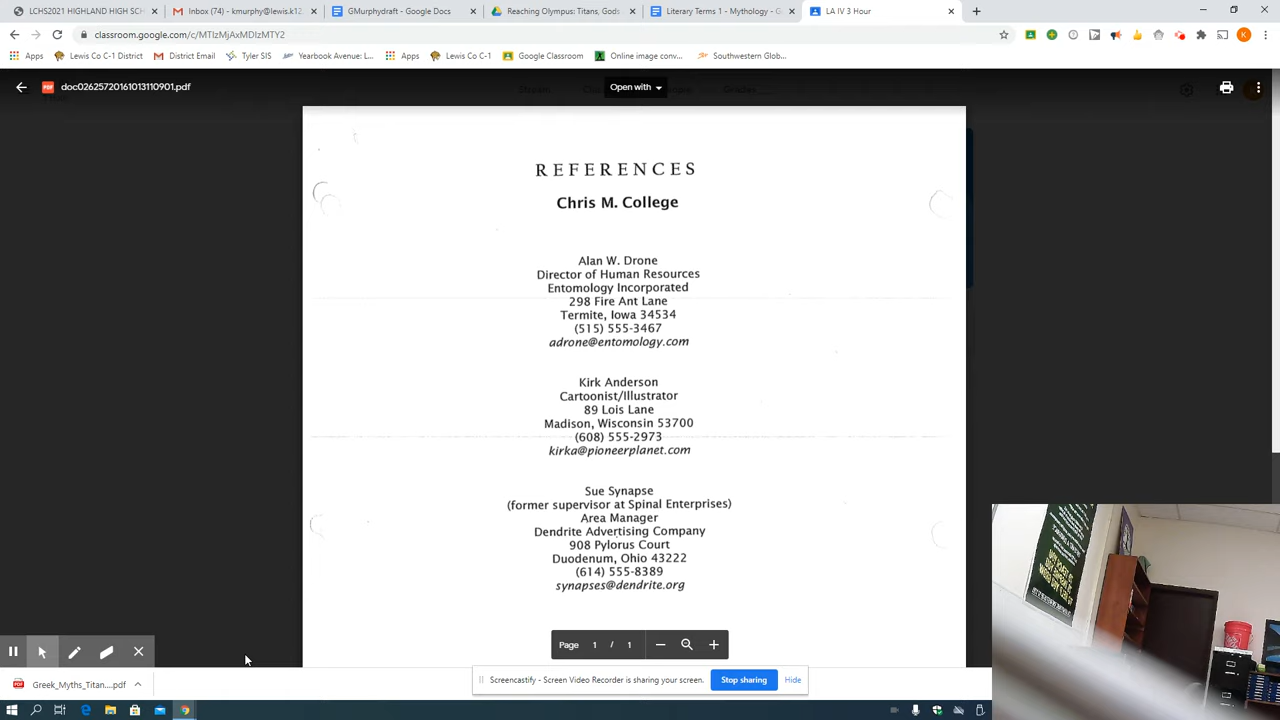 LCHS2021 HIGHLAND HIGH SCH
Inbox (74) - kmurphy@lewis.k12
GMurphydraft - Google Docs
Reaching Olympus: Titans, Gods
Literary Terms 1 - Mythology - G
LA IV 3 Hour
classroom.google.com/c/MTIzMjAxMDIzMTY2
Apps
Lewis Co C-1 District
District Email
Tyler SIS
Yearbook Avenue: L...
Apps
Lewis Co C-1
Google Classroom
Online image conv...
Southwestern Glob...
doc02625720161013110901.pdf
Open with
REFERENCES
Chris M. College
Alan W. Drone
Director of Human Resources
Entomology Incorporated
298 Fire Ant Lane
Termite, Iowa 34534
(515) 555-3467
adrone@entomology.com
Kirk Anderson
Cartoonist/Illustrator
89 Lois Lane
Madison, Wisconsin 53700
(608) 555-2973
kirka@pioneerplanet.com
Sue Synapse
(former supervisor at Spinal Enterprises)
Area Manager
Dendrite Advertising Company
908 Pylorus Court
Duodenum, Ohio 43222
(614) 555-8389
synapses@dendrite.org
Page 1 / 1
Screencastify - Screen Video Recorder is sharing your screen.
Stop sharing
Hide
Greek_Myths_Titan....pdf